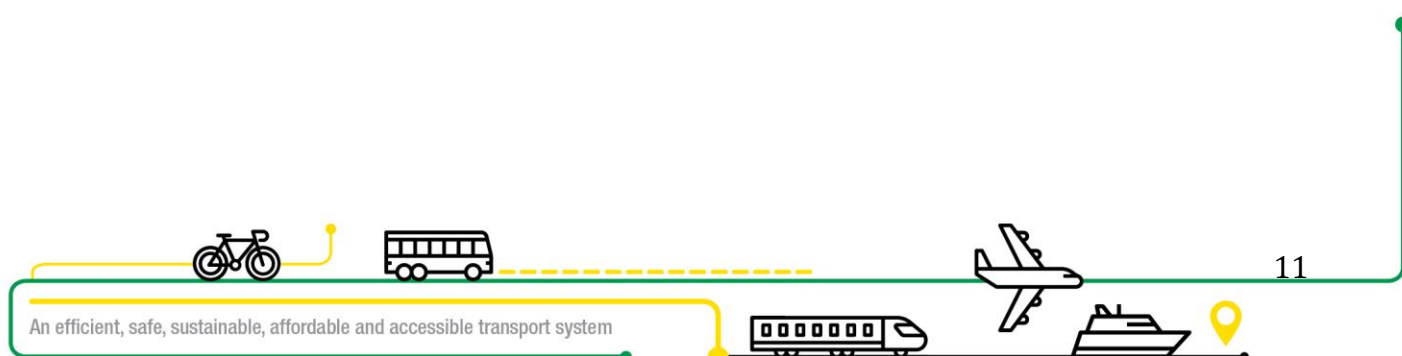 11
An efficient, safe, sustainable, affordable and accessible transport system